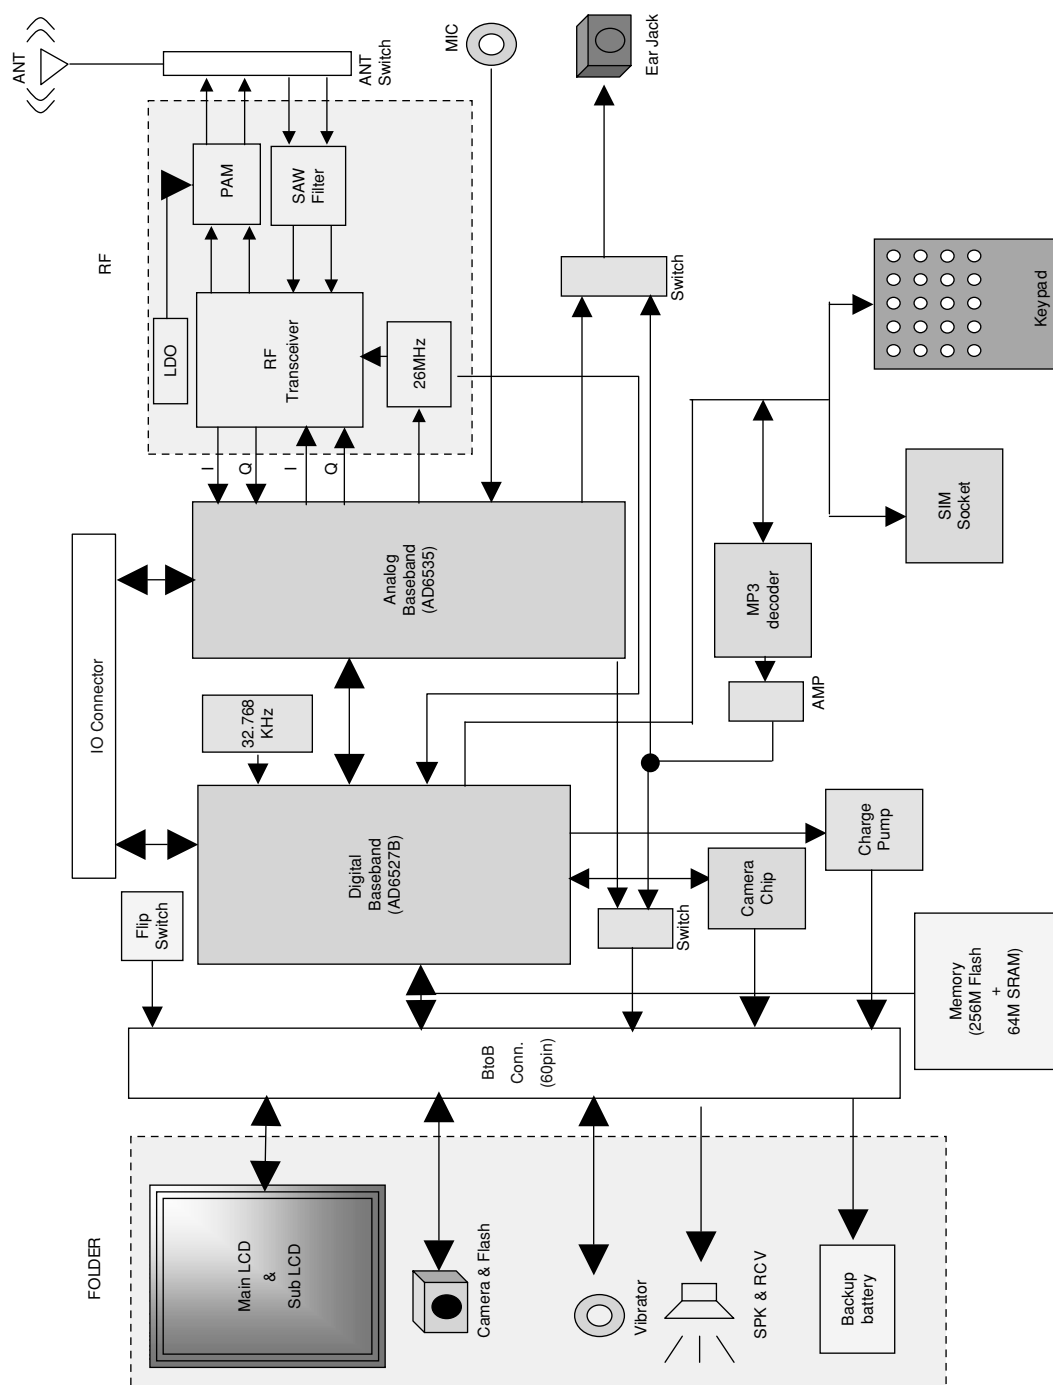 FOLDER
Main LCD
&
Sub LCD
Camera & Flash
Vibrator
SPK & RCV
Backup
battery
BtoB
Conn.
(60pin)
Flip
Switch
IO Connector
Digital
Baseband
(AD6527B)
32.768
KHz
Switch
Camera
Chip
Charge
Pump
Memory
(256M Flash
+
64M SRAM)
Analog
Baseband
(AD6535)
AMP
MP3
decoder
SIM
Socket
Keypad
I
Q
I
Q
RF
LDO
RF
Transceiver
26MHz
PAM
SAW
Filter
ANT
ANT
Switch
MIC
Switch
Ear Jack